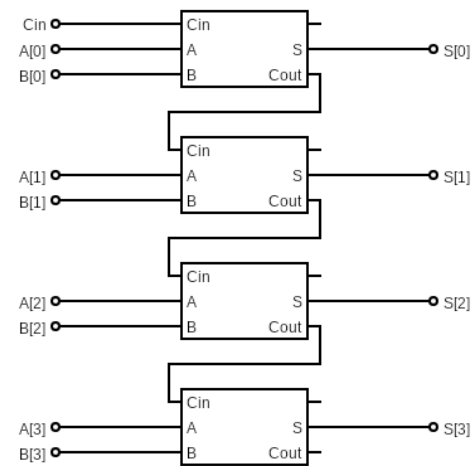 Cin Cin
A[0] A S S[0]
B[0] B Cout
Cin
A[1] A S S[1]
B[1] B Cout
Cin
A[2] A S S[2]
B[2] B Cout
Cin
A[3] A S S[3]
B[3] B Cout